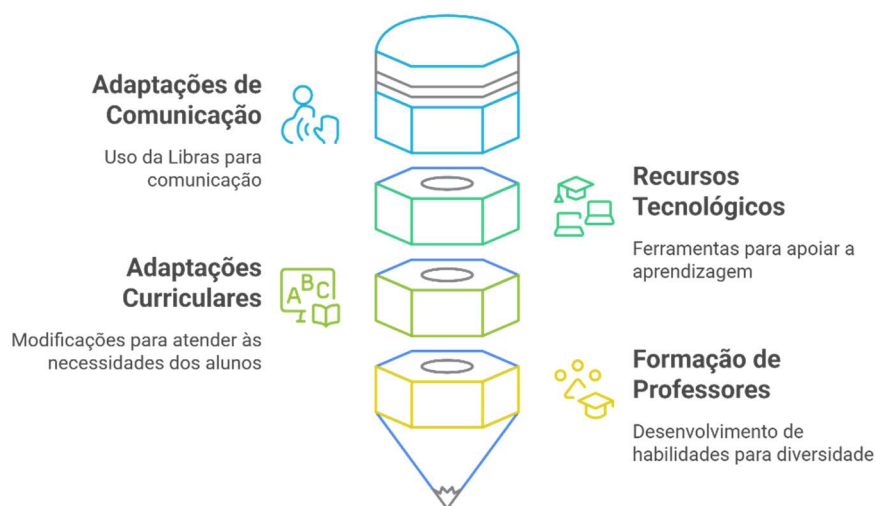 Adaptações de
Comunicação
Uso da Libras para
comunicação
Recursos
Tecnológicos
Ferramentas para apoiar a
aprendizagem
Adaptações
Curriculares
ABC
Modificações para atender às
necessidades dos alunos
Formação de
Professores
Desenvolvimento de
habilidades para diversidade